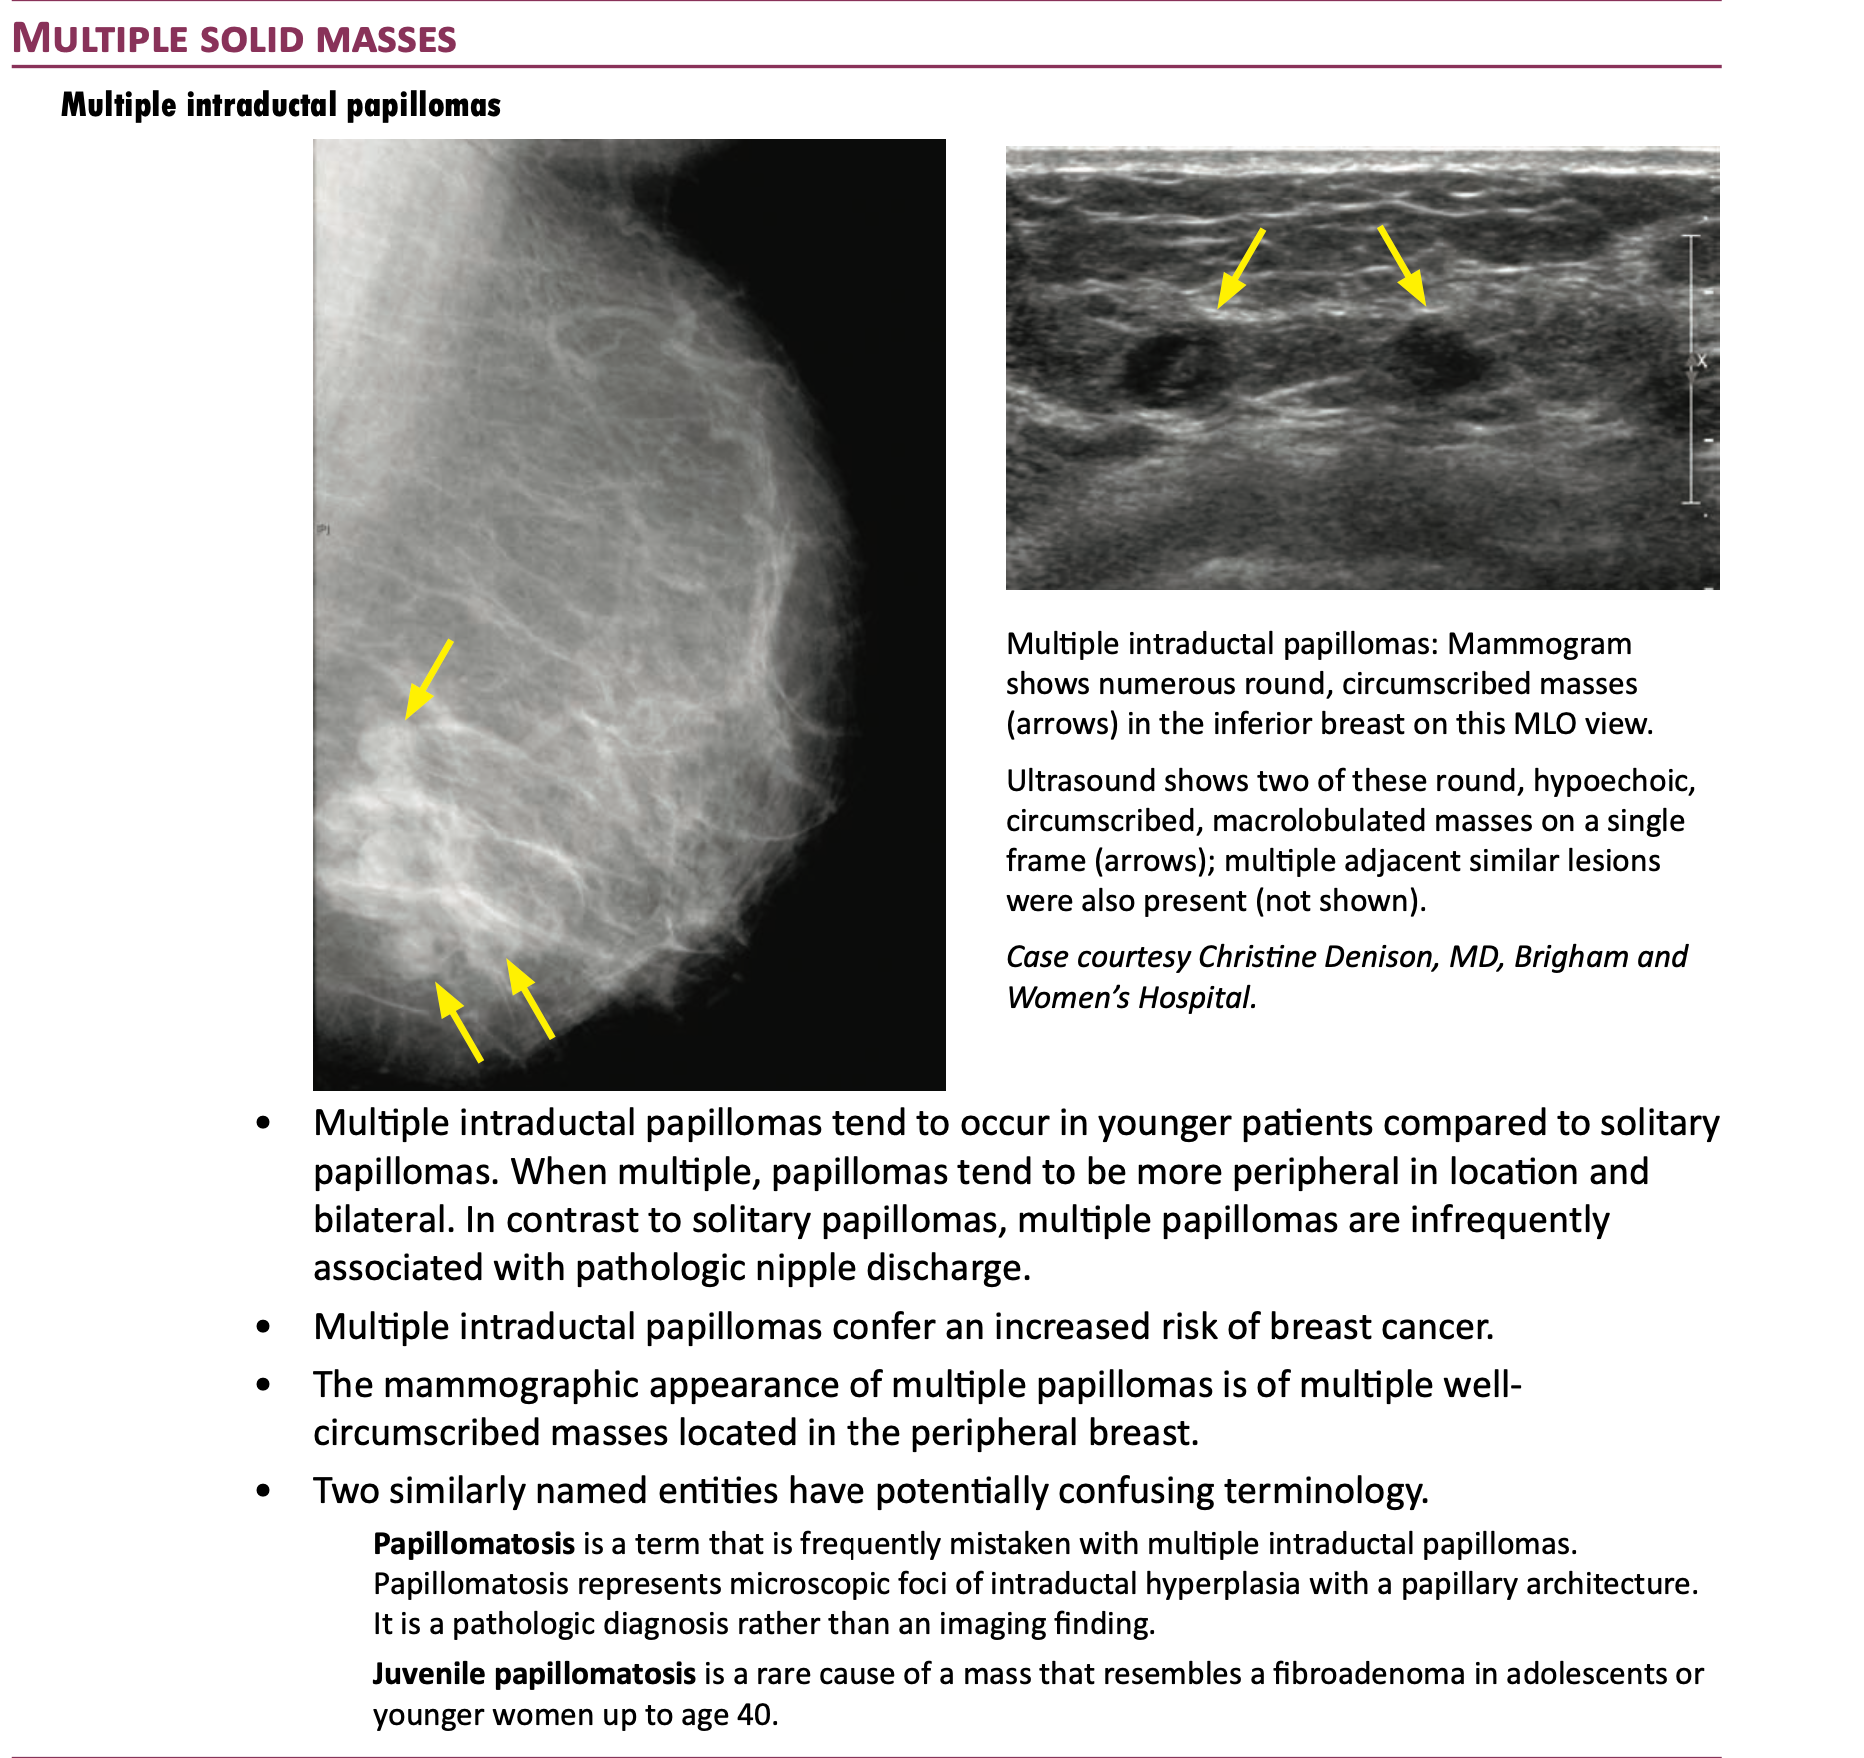 MULTIPLE SOLID MASSES
Multiple intraductal papillomas
Multiple intraductal papillomas: Mammogram
shows numerous round, circumscribed masses
(arrows) in the inferior breast on this MLO view.
Ultrasound shows two of these round, hypoechoic,
circumscribed, macrolobulated masses on a single
frame (arrows); multiple adjacent similar lesions
were also present (not shown).
Case courtesy Christine Denison, MD, Brigham and
Women’s Hospital.
• Multiple intraductal papillomas tend to occur in younger patients compared to solitary
papillomas. When multiple, papillomas tend to be more peripheral in location and
bilateral. In contrast to solitary papillomas, multiple papillomas are infrequently
associated with pathologic nipple discharge.
• Multiple intraductal papillomas confer an increased risk of breast cancer.
• The mammographic appearance of multiple papillomas is of multiple well-
circumscribed masses located in the peripheral breast.
• Two similarly named entities have potentially confusing terminology.
Papillomatosis is a term that is frequently mistaken with multiple intraductal papillomas.
Papillomatosis represents microscopic foci of intraductal hyperplasia with a papillary architecture.
It is a pathologic diagnosis rather than an imaging finding.
Juvenile papillomatosis is a rare cause of a mass that resembles a fibroadenoma in adolescents or
younger women up to age 40.